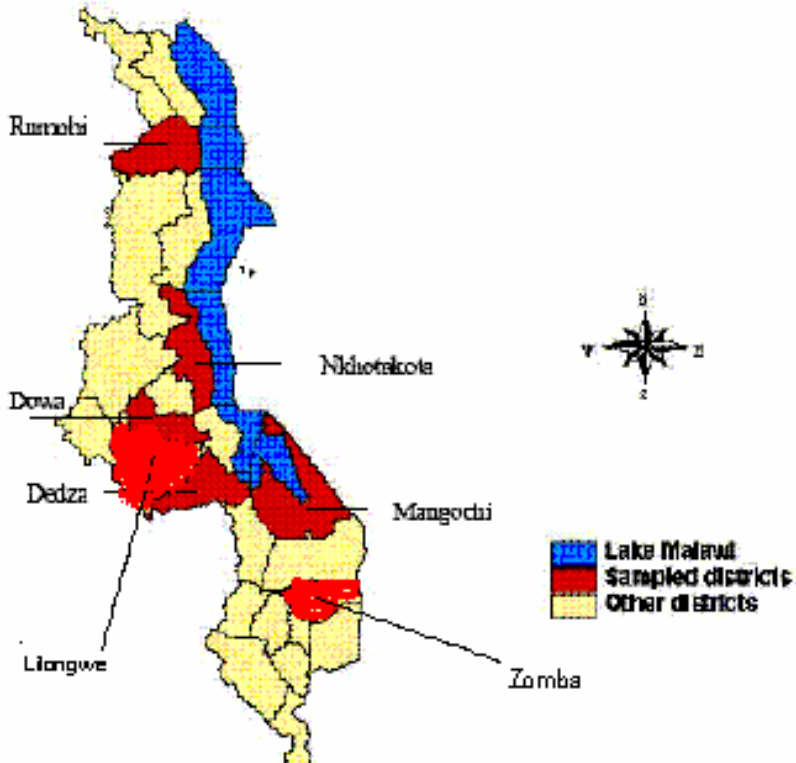 Rumphi
Nkhotakota
Dowa
Dedza
Mangochi
Lake Malawi
Sampled districts
Other districts
Lilongwe
Zomba